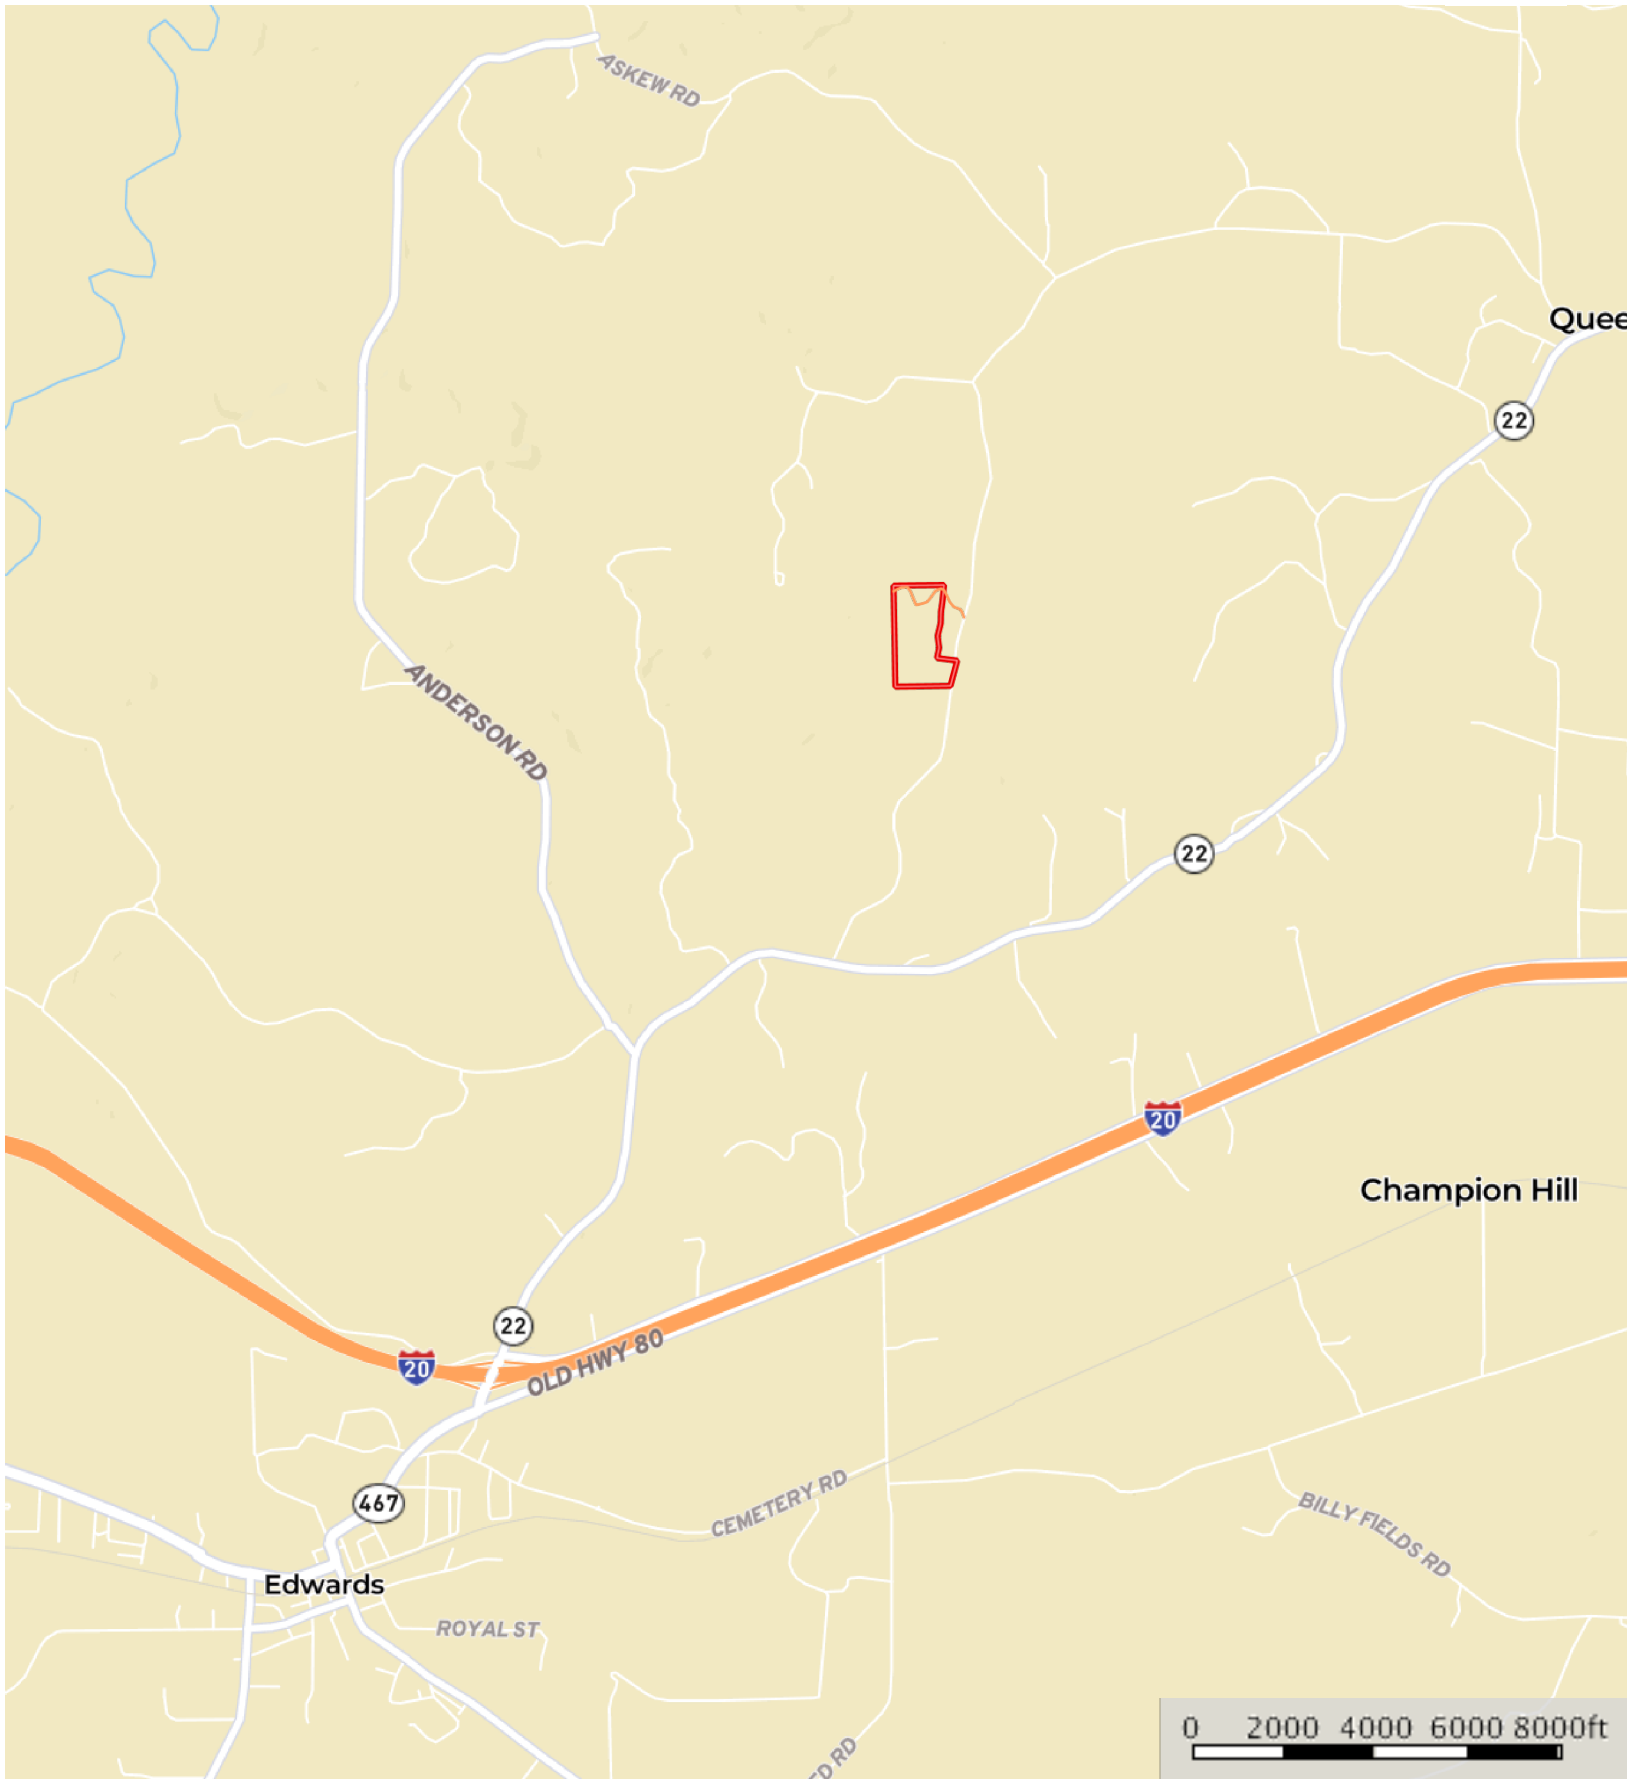 ASKEW RD
Quee
22
ANDERSON RD
22
20
Champion Hill
22
20
OLD HWY 80
467
CEMETERY RD
BILLY FIELDS RD
Edwards
ROYAL ST
0 2000 4000 6000 8000ft
RD